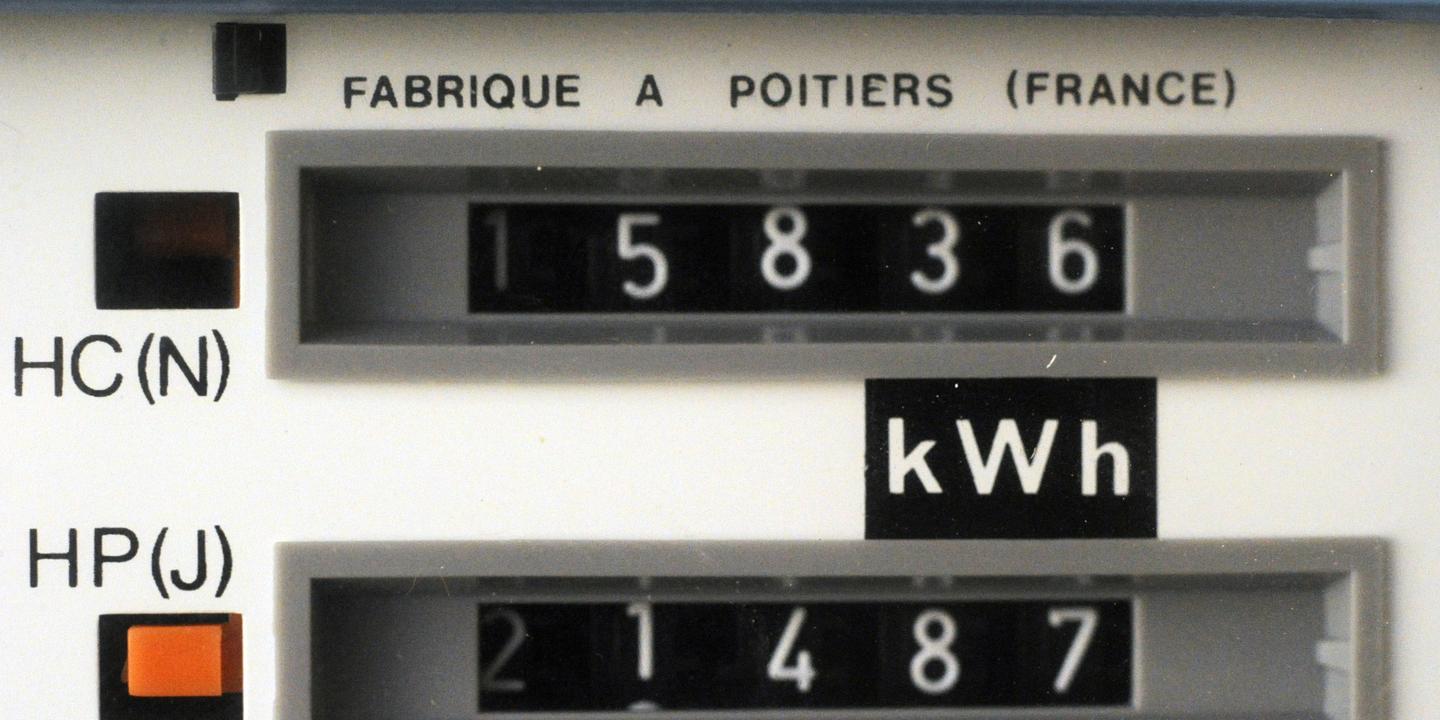 FABRIQUE A POITIERS (FRANCE)
1 5 8 3 6
HC(N)
kWh
HP(J)
2 1 4 8 7